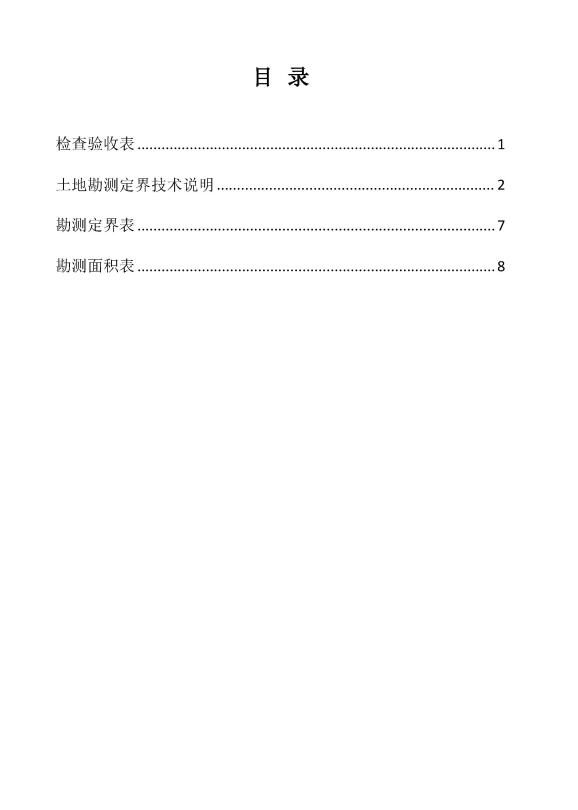 目 录
检查验收表........................................................................................1
土地勘测定界技术说明....................................................................2
勘测定界表........................................................................................7
勘测面积表........................................................................................8